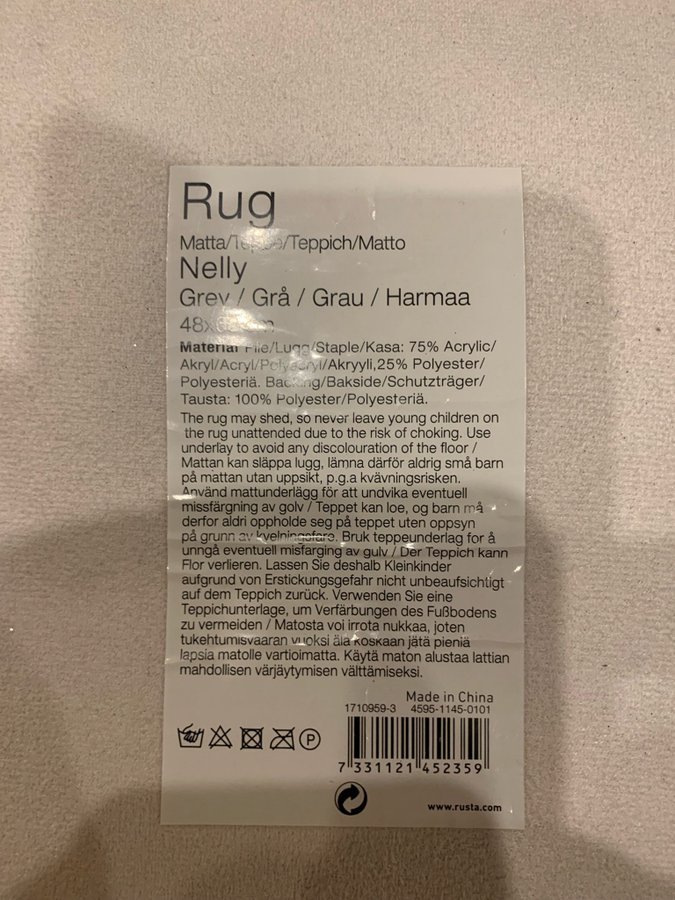 Rug
Matta/Teppe/Teppich/Matto
Nelly
Grey / Grå / Grau / Harmaa
Material Pile/Lugg/Staple/Kasa: 75% Acrylic/
Akryl/Acryl/Polyacryl/Akryyli,25% Polyester/
Polyesteriä. Backing/Bakside/Schutzträger/
Tausta: 100% Polyester/Polyesteriä.
The rug may shed, so never leave young children on
the rug unattended due to the risk of choking. Use
underlay to avoid any discolouration of the floor /
Mattan kan släppa lugg, lämna därför aldrig små barn
på mattan utan uppsikt, p.g.a kvävningsrisken.
Använd mattunderlägg för att undvika eventuell
missfärgning av golv / Teppet kan loe, og barn må
derfor aldri oppholde seg på teppet uten oppsyn
på grunn av kvelningsfare. Bruk teppeunderlag for å
unngå eventuell misfarging av gulv / Der Teppich kann
Flor verlieren. Lassen Sie deshalb Kleinkinder
aufgrund von Erstickungsgefahr nicht unbeaufsichtigt
auf dem Teppich zurück. Verwenden Sie eine
Teppichunterlage, um Verfärbungen des Fußbodens
zu vermeiden / Matosta voi irrota nukkaa, joten
tukehtumisvaaran vuoksi älä koskaan jätä pieniä
lapsia matolle vartioimatta. Käytä maton alustaa lattian
mahdollisen värjäytymisen välttämiseksi.
Made in China
1710959-3 4595-1145-0101
P
7 331121 452359
www.rusta.com